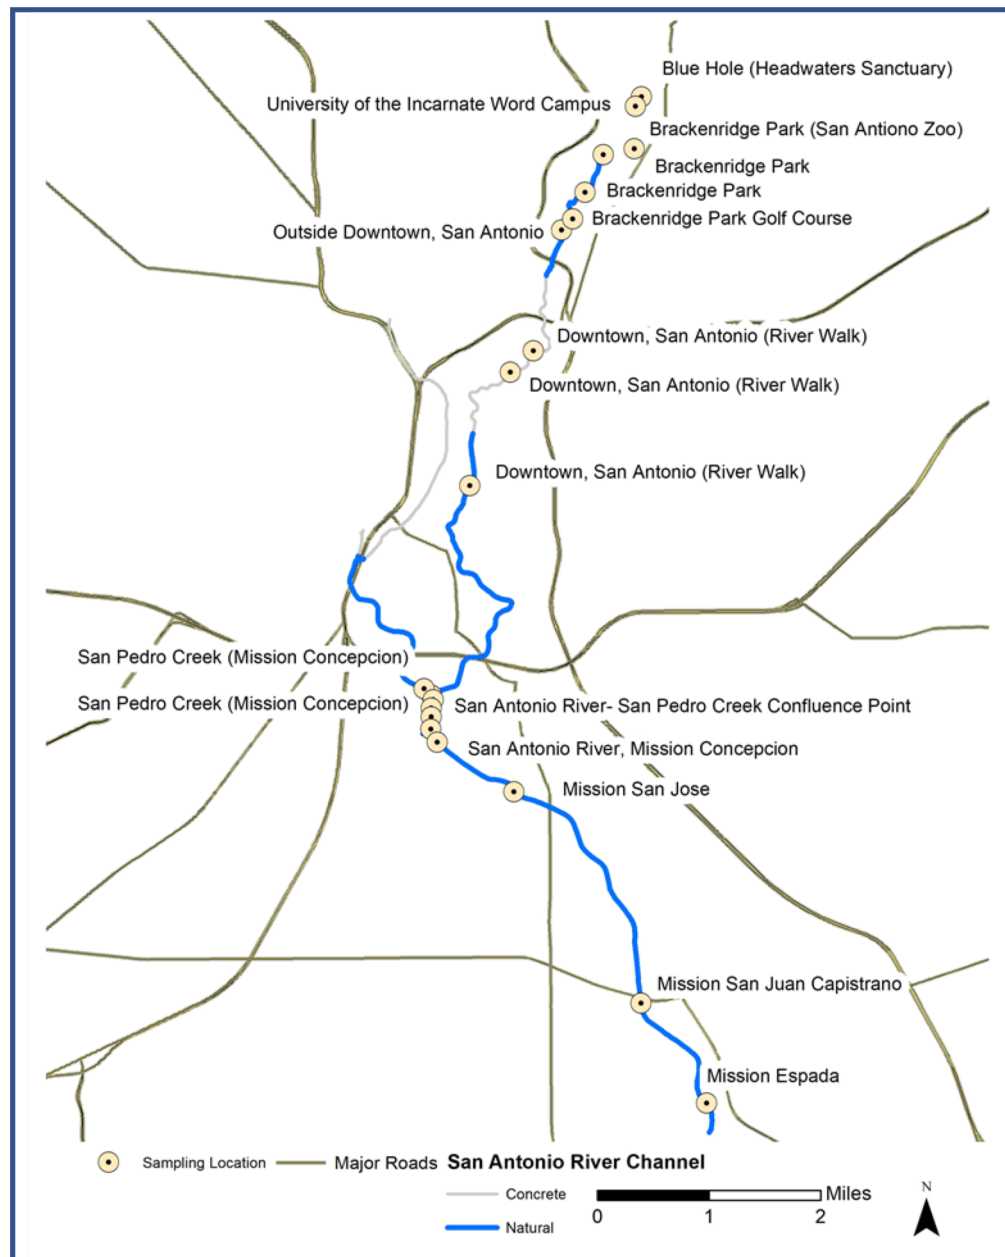 Blue Hole (Headwaters Sanctuary)
University of the Incarnate Word Campus
Brackenridge Park (San Antiono Zoo)
Brackenridge Park
Brackenridge Park
Brackenridge Park Golf Course
Outside Downtown, San Antonio
Downtown, San Antonio (River Walk)
Downtown, San Antonio (River Walk)
Downtown, San Antonio (River Walk)
San Pedro Creek (Mission Concepcion)
San Pedro Creek (Mission Concepcion)
San Antonio River- San Pedro Creek Confluence Point
San Antonio River, Mission Concepcion
Mission San Jose
Mission San Juan Capistrano
Mission Espada
Sampling Location
Major Roads
San Antonio River Channel
Concrete
Natural
Miles
0 1 2
N